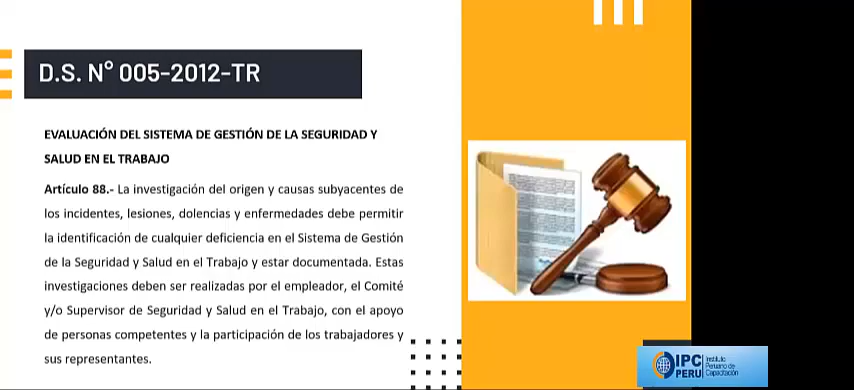 D.S. N° 005-2012-TR
EVALUACIÓN DEL SISTEMA DE GESTIÓN DE LA SEGURIDAD Y
SALUD EN EL TRABAJO
Artículo 88.- La investigación del origen y causas subyacentes de
los incidentes, lesiones, dolencias y enfermedades debe permitir
la identificación de cualquier deficiencia en el Sistema de Gestión
de la Seguridad y Salud en el Trabajo y estar documentada. Estas
investigaciones deben ser realizadas por el empleador, el Comité
y/o Supervisor de Seguridad y Salud en el Trabajo, con el apoyo
de personas competentes y la participación de los trabajadores y
sus representantes.
IPC
PERU
Instituto
Peruano de
Capacitación